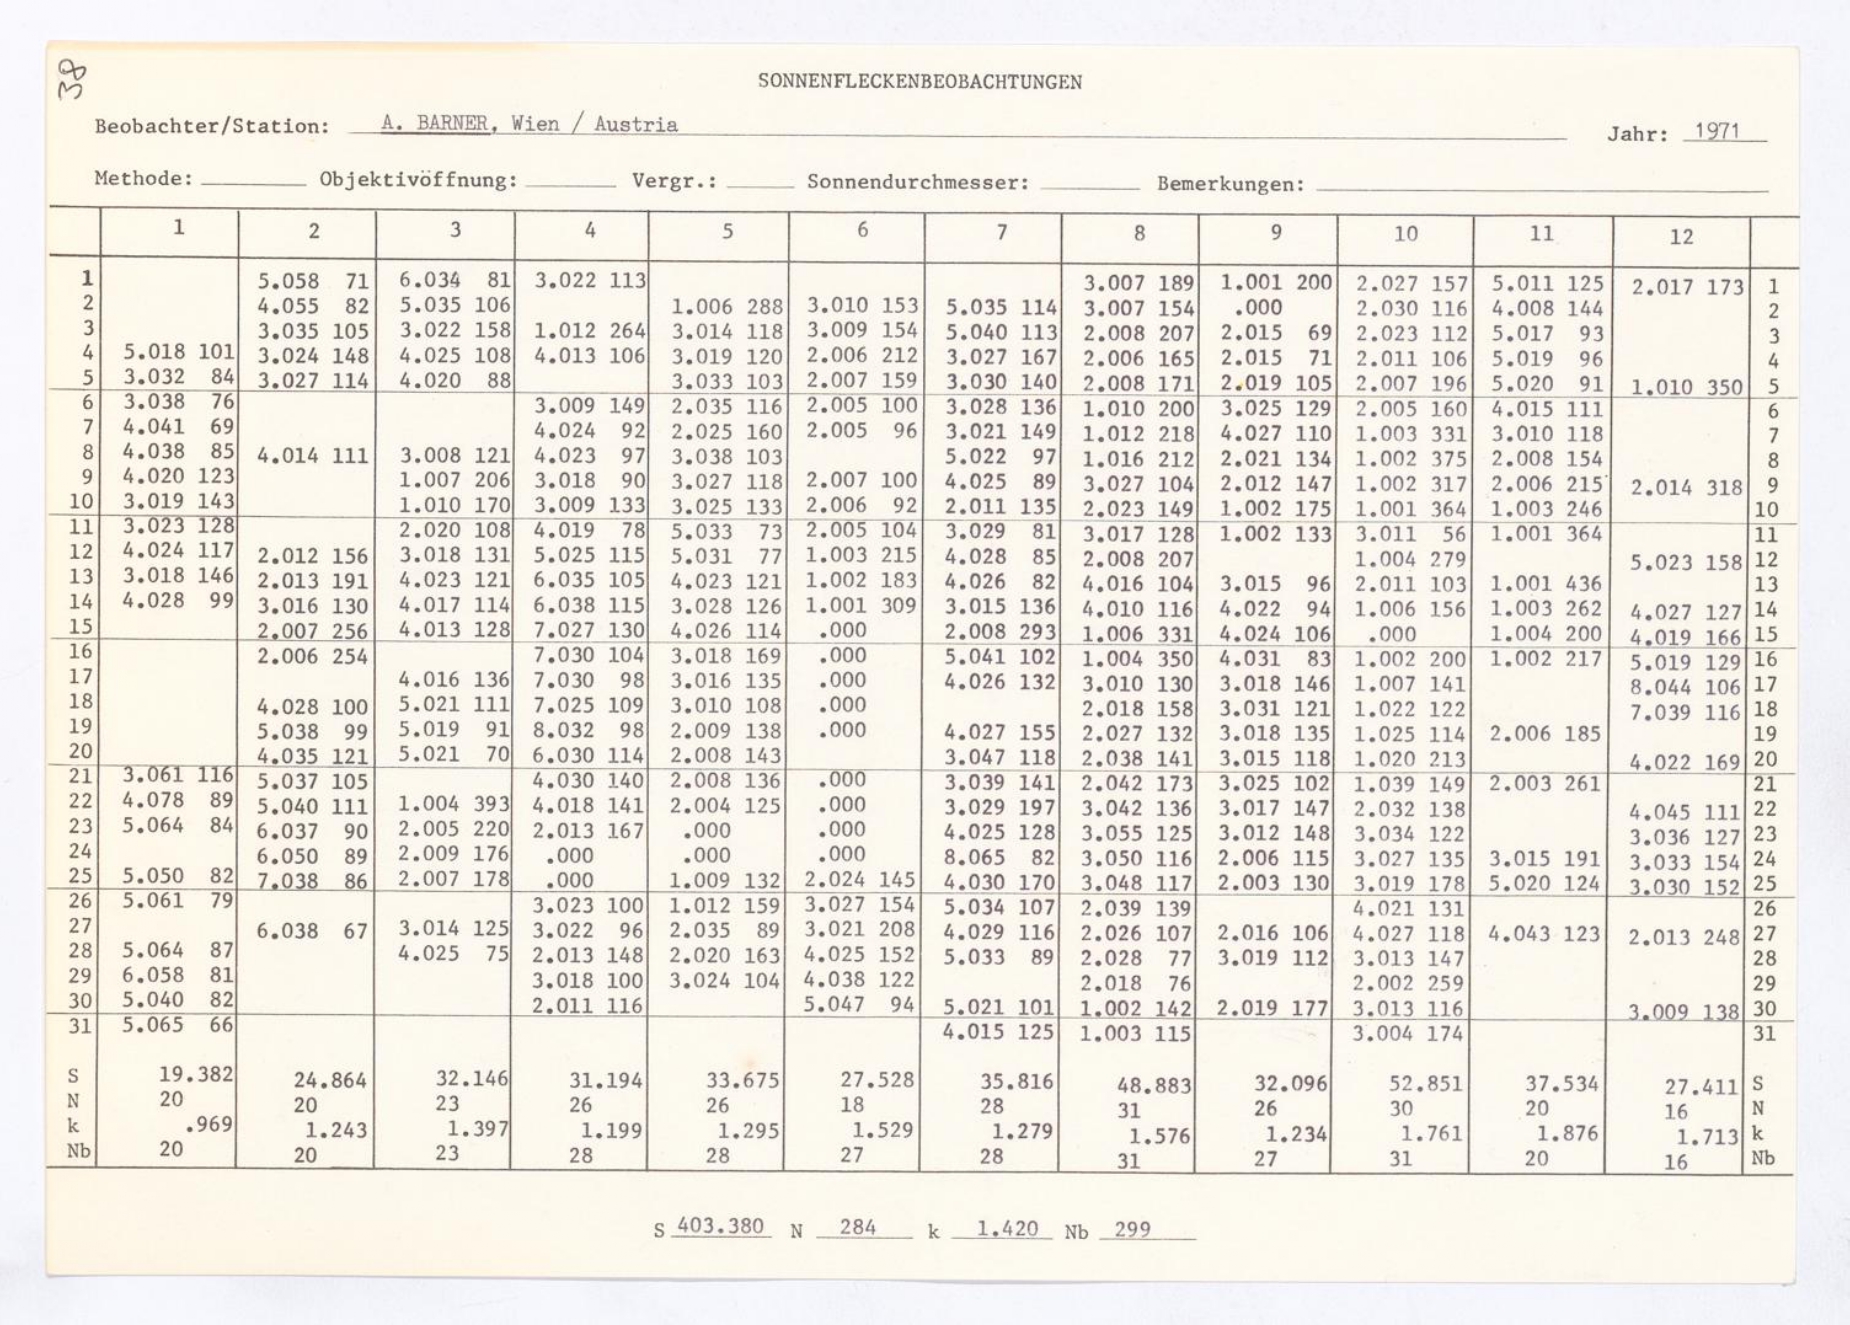 38
SONNENFLECKENBEOBACHTUNGEN
Beobachter/Station: A. BARNER, Wien / Austria Jahr: 1971
Methode: Objektivöffnung: Vergr.: Sonnendurchmesser: Bemerkungen:
1 2 3 4 5 6 7 8 9 10 11 12
1 5.058 71 6.034 81 3.022 113 3.007 189 1.001 200 2.027 157 5.011 125 2.017 173 1
2 4.055 82 5.035 106 1.006 288 3.010 153 5.035 114 3.007 154 .000 2.030 116 4.008 144 2
3 3.035 105 3.022 158 1.012 264 3.014 118 3.009 154 5.040 113 2.008 207 2.015 69 2.023 112 5.017 93 3
4 5.018 101 3.024 148 4.025 108 4.013 106 3.019 120 2.006 212 3.027 167 2.006 165 2.015 71 2.011 106 5.019 96 4
5 3.032 84 3.027 114 4.020 88 3.033 103 2.007 159 3.030 140 2.008 171 2.019 105 2.007 196 5.020 91 1.010 350 5
6 3.038 76 3.009 149 2.035 116 2.005 100 3.028 136 1.010 200 3.025 129 2.005 160 4.015 111 6
7 4.041 69 4.024 92 2.025 160 2.005 96 3.021 149 1.012 218 4.027 110 1.003 331 3.010 118 7
8 4.038 85 4.014 111 3.008 121 4.023 97 3.038 103 5.022 97 1.016 212 2.021 134 1.002 375 2.008 154 8
9 4.020 123 1.007 206 3.018 90 3.027 118 2.007 100 4.025 89 3.027 104 2.012 147 1.002 317 2.006 215 2.014 318 9
10 3.019 143 1.010 170 3.009 133 3.025 133 2.006 92 2.011 135 2.023 149 1.002 175 1.001 364 1.003 246 10
11 3.023 128 2.020 108 4.019 78 5.033 73 2.005 104 3.029 81 3.017 128 1.002 133 3.011 56 1.001 364 11
12 4.024 117 2.012 156 3.018 131 5.025 115 5.031 77 1.003 215 4.028 85 2.008 207 1.004 279 5.023 158 12
13 3.018 146 2.013 191 4.023 121 6.035 105 4.023 121 1.002 183 4.026 82 4.016 104 3.015 96 2.011 103 1.001 436 13
14 4.028 99 3.016 130 4.017 114 6.038 115 3.028 126 1.001 309 3.015 136 4.010 116 4.022 94 1.006 156 1.003 262 4.027 127 14
15 2.007 256 4.013 128 7.027 130 4.026 114 .000 2.008 293 1.006 331 4.024 106 .000 1.004 200 4.019 166 15
16 2.006 254 7.030 104 3.018 169 .000 5.041 102 1.004 350 4.031 83 1.002 200 1.002 217 5.019 129 16
17 4.016 136 7.030 98 3.016 135 .000 4.026 132 3.010 130 3.018 146 1.007 141 8.044 106 17
18 4.028 100 5.021 111 7.025 109 3.010 108 .000 2.018 158 3.031 121 1.022 122 7.039 116 18
19 5.038 99 5.019 91 8.032 98 2.009 138 .000 4.027 155 2.027 132 3.018 135 1.025 114 2.006 185 19
20 4.035 121 5.021 70 6.030 114 2.008 143 3.047 118 2.038 141 3.015 118 1.020 213 4.022 169 20
21 3.061 116 5.037 105 4.030 140 2.008 136 .000 3.039 141 2.042 173 3.025 102 1.039 149 2.003 261 21
22 4.078 89 5.040 111 1.004 393 4.018 141 2.004 125 .000 3.029 197 3.042 136 3.017 147 2.032 138 4.045 111 22
23 5.064 84 6.037 90 2.005 220 2.013 167 .000 .000 4.025 128 3.055 125 3.012 148 3.034 122 3.036 127 23
24 6.050 89 2.009 176 .000 .000 .000 8.065 82 3.050 116 2.006 115 3.027 135 3.015 191 3.033 154 24
25 5.050 82 7.038 86 2.007 178 .000 1.009 132 2.024 145 4.030 170 3.048 117 2.003 130 3.019 178 5.020 124 3.030 152 25
26 5.061 79 3.023 100 1.012 159 3.027 154 5.034 107 2.039 139 4.021 131 26
27 6.038 67 3.014 125 3.022 96 2.035 89 3.021 208 4.029 116 2.026 107 2.016 106 4.027 118 4.043 123 2.013 248 27
28 5.064 87 4.025 75 2.013 148 2.020 163 4.025 152 5.033 89 2.028 77 3.019 112 3.013 147 28
29 6.058 81 3.018 100 3.024 104 4.038 122 2.018 76 2.002 259 29
30 5.040 82 2.011 116 5.047 94 5.021 101 1.002 142 2.019 177 3.013 116 3.009 138 30
31 5.065 66 4.015 125 1.003 115 3.004 174 31
S 19.382 24.864 32.146 31.194 33.675 27.528 35.816 48.883 32.096 52.851 37.534 27.411 S
N 20 20 23 26 26 18 28 31 26 30 20 16 N
k .969 1.243 1.397 1.199 1.295 1.529 1.279 1.576 1.234 1.761 1.876 1.713 k
Nb 20 20 23 28 28 27 28 31 27 31 20 16 Nb
S 403.380 N 284 k 1.420 Nb 299